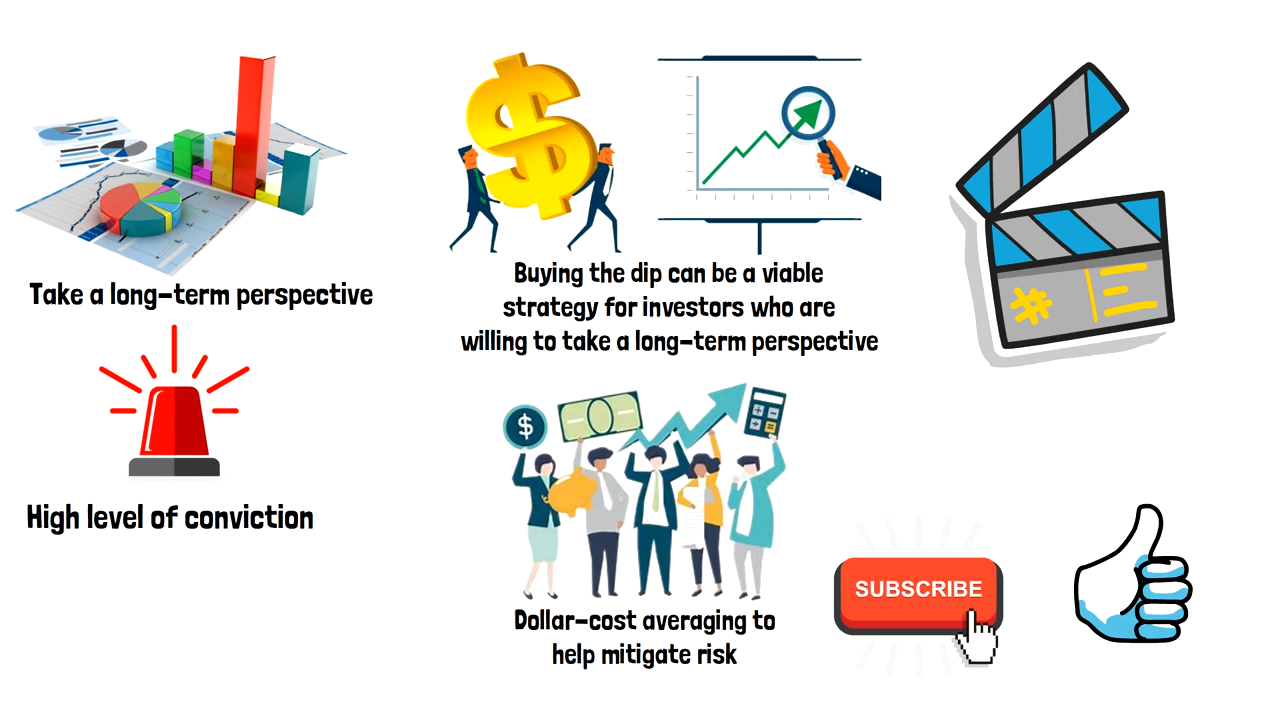 Take a long-term perspective
High level of conviction
Buying the dip can be a viable
strategy for investors who are
willing to take a long-term perspective
Dollar-cost averaging to
help mitigate risk
SUBSCRIBE